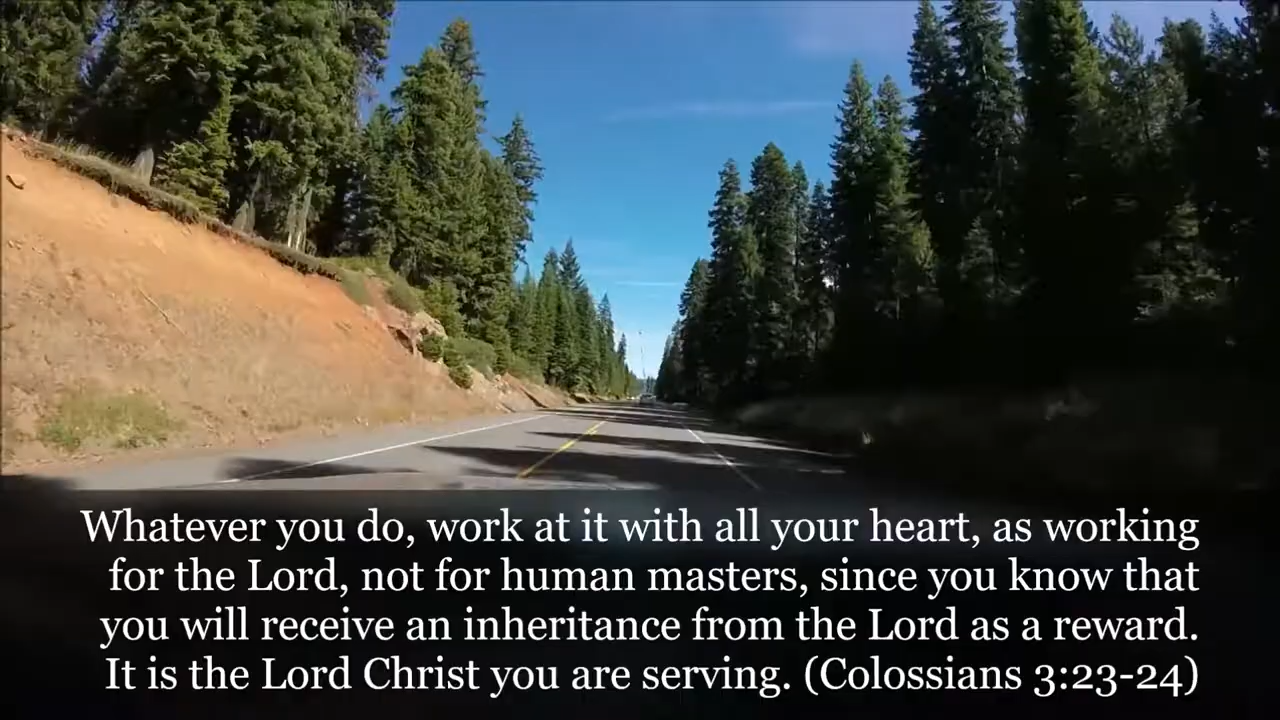 Whatever you do, work at it with all your heart, as working
for the Lord, not for human masters, since you know that
you will receive an inheritance from the Lord as a reward.
It is the Lord Christ you are serving. (Colossians 3:23-24)